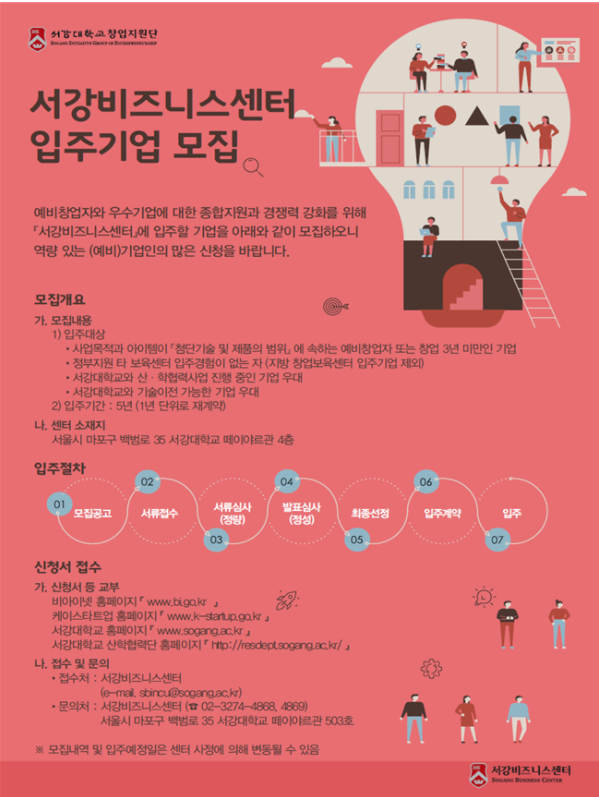 서강대학교 창업지원단
SOGANG INITIATIVE GROUP OF ENTREPRENEURSHIP
서강비즈니스센터
입주기업 모집
예비창업자와 우수기업에 대한 종합지원과 경쟁력 강화를 위해
『서강비즈니스센터』에 입주할 기업을 아래와 같이 모집하오니
역량 있는 (예비)기업인의 많은 신청을 바랍니다.
모집개요
가. 모집내용
1) 입주대상
• 사업목적과 아이템이 「첨단기술 및 제품의 범위」 에 속하는 예비창업자 또는 창업 3년 미만인 기업
• 정부지원 타 보육센터 입주경험이 없는 자 (지방 창업보육센터 입주기업 제외)
• 서강대학교와 산 · 학협력사업 진행 중인 기업 우대
• 서강대학교와 기술이전 가능한 기업 우대
2) 입주기간 : 5년 (1년 단위로 재계약)
나. 센터 소재지
서울시 마포구 백범로 35 서강대학교 떼이야르관 4층
입주절차
01 모집공고
02 서류접수
03 서류심사 (정량)
04 발표심사 (정성)
05 최종선정
06 입주계약
07 입주
신청서 접수
가. 신청서 등 교부
비아이넷 홈페이지 『 www.bi.go.kr 』
케이스타트업 홈페이지 『 www.k-startup.go.kr 』
서강대학교 홈페이지 『 www.sogang.ac.kr 』
서강대학교 산학협력단 홈페이지 『 http://resdept.sogang.ac.kr/ 』
나. 접수 및 문의
• 접수처 : 서강비즈니스센터
(e-mail. sbincu@sogang.ac.kr)
• 문의처 : 서강비즈니스센터 (☎ 02-3274-4868, 4869)
서울시 마포구 백범로 35 서강대학교 떼이야르관 503호
※ 모집내역 및 입주예정일은 센터 사정에 의해 변동될 수 있음
서강비즈니스센터
SOGANG BUSINESS CENTER